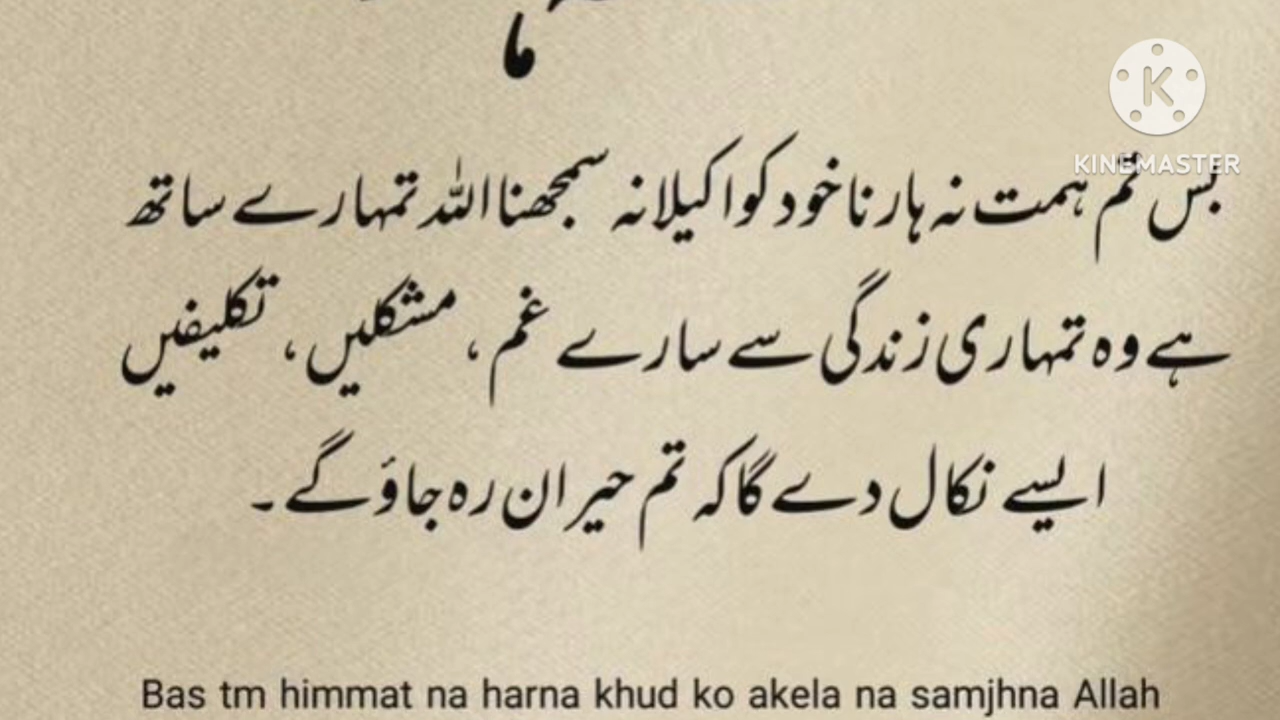 KINEMASTER
بس تم ہمت نہ ہارنا خود کو اکیلا نہ سمجھنا اللہ تمہارے ساتھ
ہے وہ تمہاری زندگی سے سارے غم ، مشکلیں ، تکلیفیں
ایسے نکال دے گا کہ تم حیران رہ جاؤ گے ۔
Bas tm himmat na harna khud ko akela na samjhna Allah